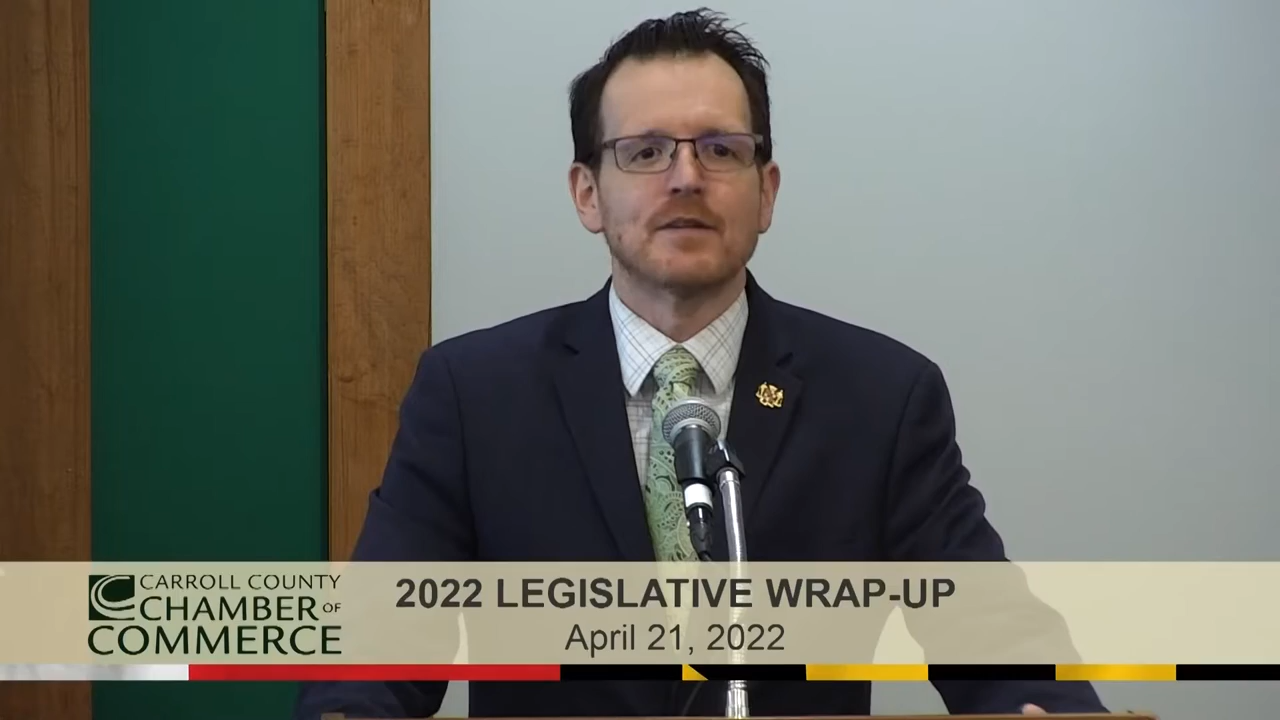 CARROLL COUNTY
CHAMBER OF
COMMERCE
2022 LEGISLATIVE WRAP-UP
April 21, 2022